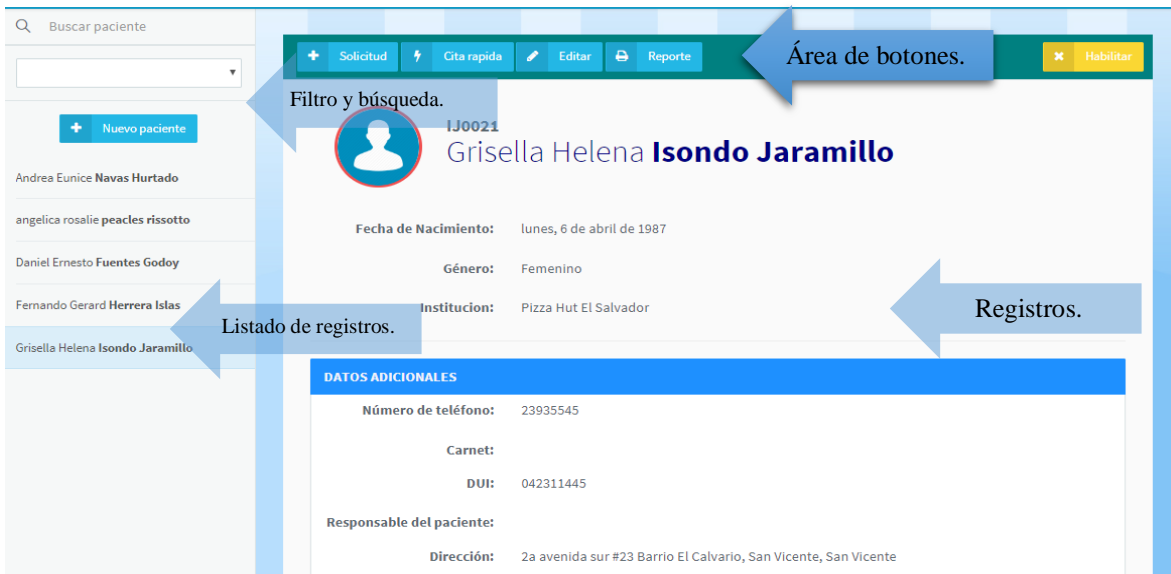 Buscar paciente
Filtro y búsqueda.
Nuevo paciente
Andrea Eunice Navas Hurtado
angelica rosalie peacles rissotto
Daniel Ernesto Fuentes Godoy
Fernando Gerard Herrera Islas
Grisella Helena Isondo Jaramillo
Listado de registros.
Solicitud Cita rapida Editar Reporte Área de botones. Habilitar
IJ0021
Grisella Helena Isondo Jaramillo
Fecha de Nacimiento: lunes, 6 de abril de 1987
Género: Femenino
Institucion: Pizza Hut El Salvador
Registros.
DATOS ADICIONALES
Número de teléfono: 23935545
Carnet:
DUI: 042311445
Responsable del paciente:
Dirección: 2a avenida sur #23 Barrio El Calvario, San Vicente, San Vicente